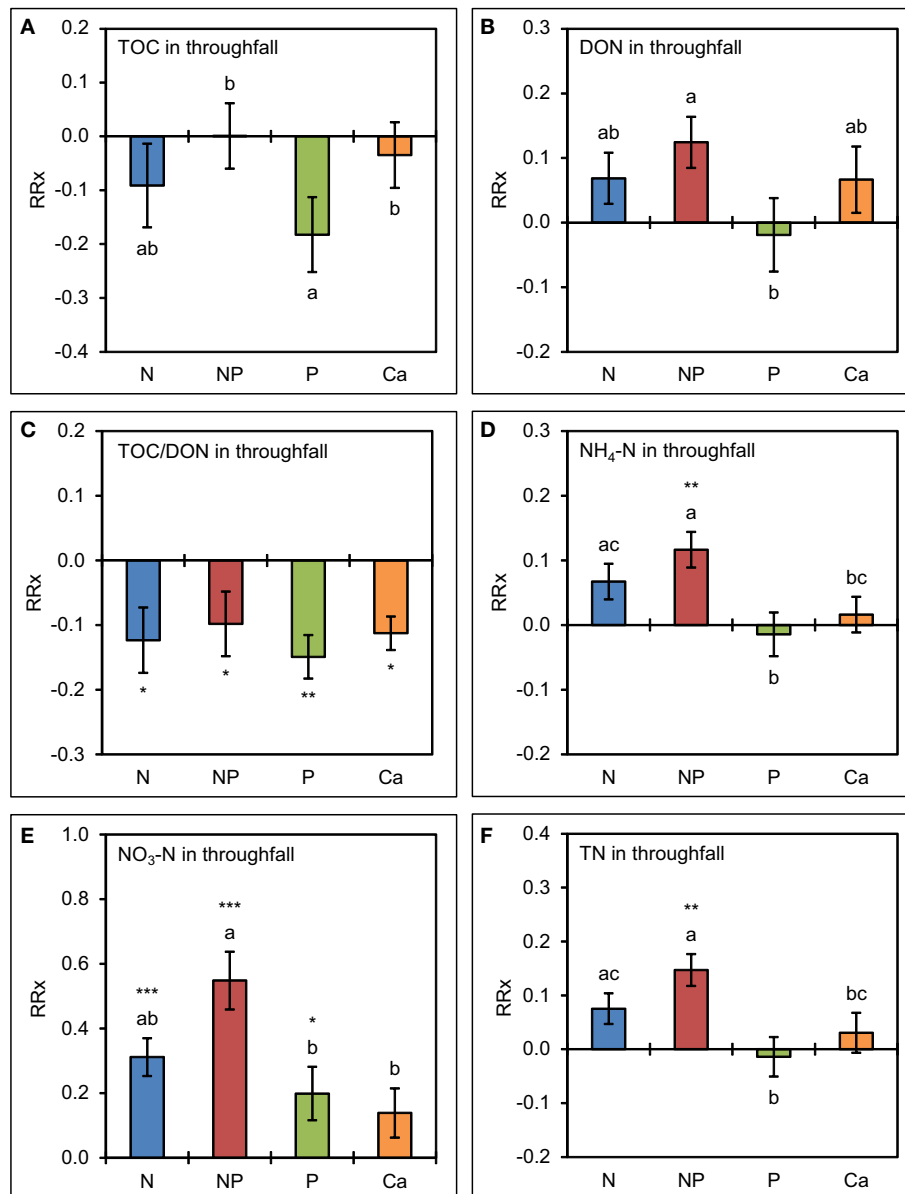 A
TOC in throughfall
0.2
0.1
0.0
-0.1
-0.2
-0.3
-0.4
RRx
ab
b
a
b
N NP P Ca
B
DON in throughfall
0.3
0.2
0.1
0.0
-0.1
-0.2
RRx
ab
a
b
ab
N NP P Ca
C
TOC/DON in throughfall
0.2
0.1
0.0
-0.1
-0.2
-0.3
RRx
*
*
**
*
N NP P Ca
D
NH₄-N in throughfall
0.3
0.2
0.1
0.0
-0.1
-0.2
RRx
ac
**
a
b
bc
N NP P Ca
E
NO₃-N in throughfall
1.0
0.8
0.6
0.4
0.2
0.0
RRx
***
ab
***
a
*
b
b
N NP P Ca
F
TN in throughfall
0.4
0.3
0.2
0.1
0.0
-0.1
-0.2
RRx
ac
**
a
b
bc
N NP P Ca